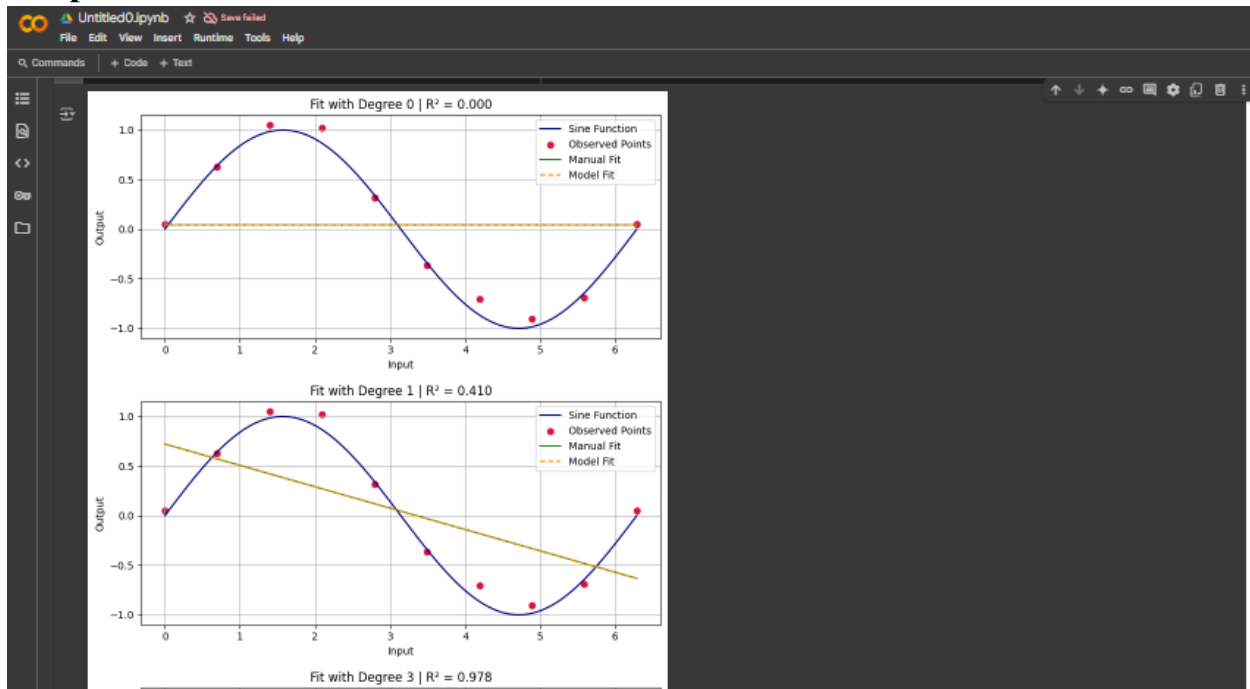 Untitled0.ipynb Save failed
File Edit View Insert Runtime Tools Help
Commands + Code + Text
Fit with Degree 0 | R² = 0.000
Sine Function
Observed Points
Manual Fit
Model Fit
1.0
0.5
0.0
−0.5
−1.0
Output
0 1 2 3 4 5 6
Input
Fit with Degree 1 | R² = 0.410
Sine Function
Observed Points
Manual Fit
Model Fit
1.0
0.5
0.0
−0.5
−1.0
Output
0 1 2 3 4 5 6
Input
Fit with Degree 3 | R² = 0.978